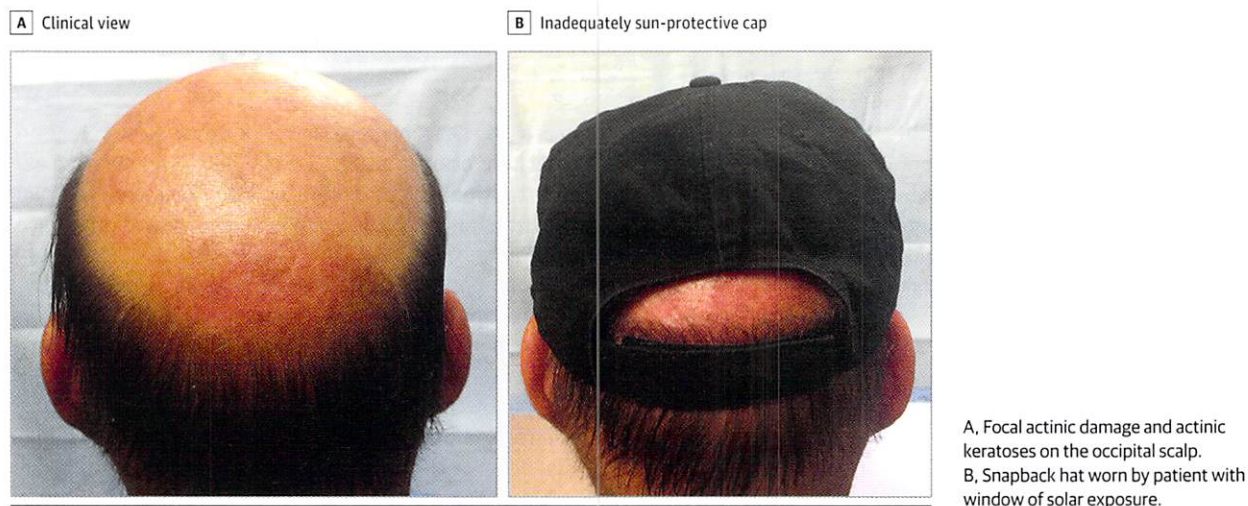 A Clinical view
B Inadequately sun-protective cap
A, Focal actinic damage and actinic
keratoses on the occipital scalp.
B, Snapback hat worn by patient with
window of solar exposure.